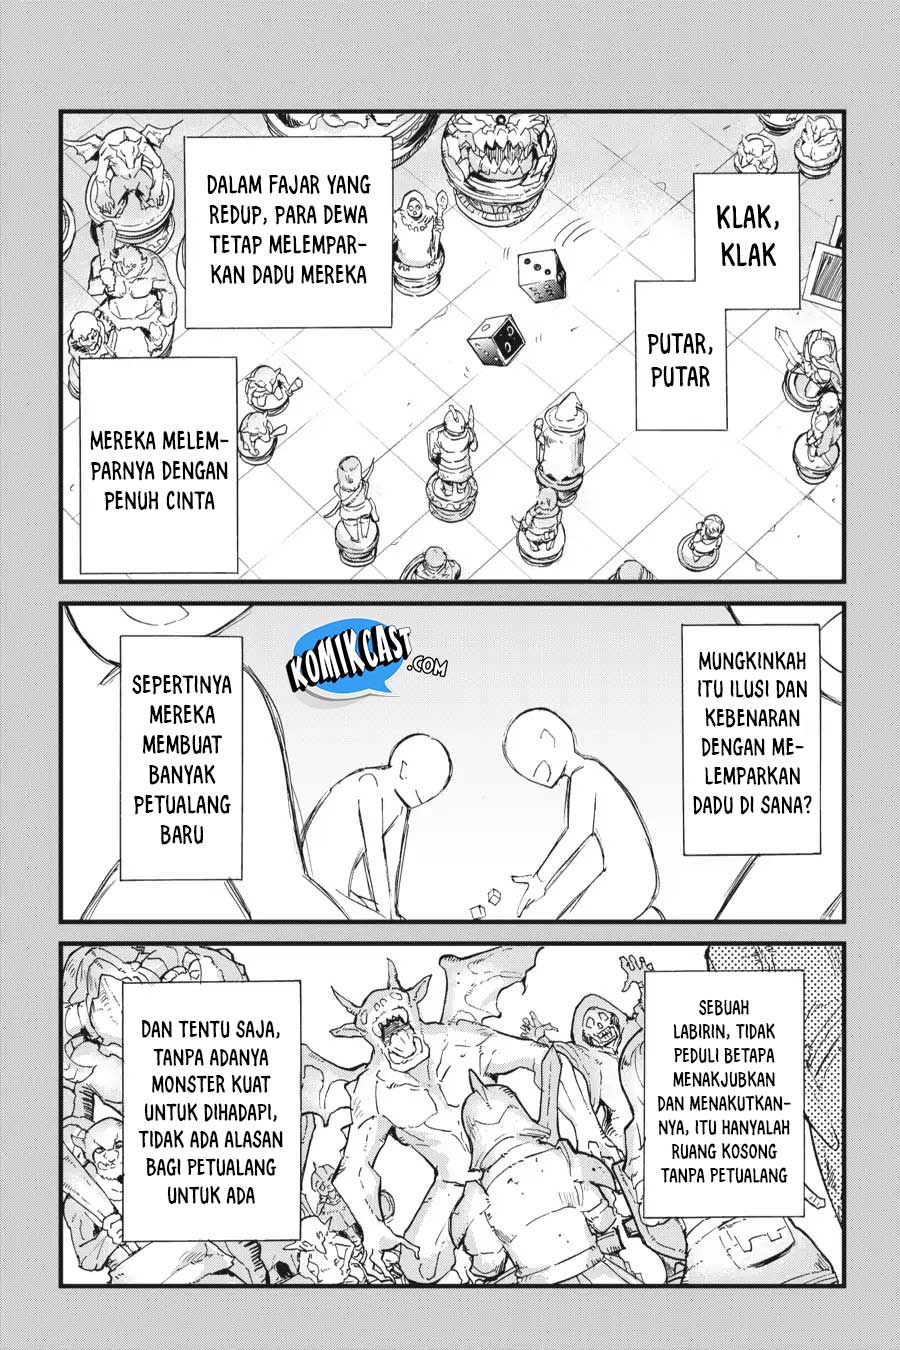 KLAK,
KLAK
PUTAR,
PUTAR
DALAM FAJAR YANG
REDUP, PARA DEWA
TETAP MELEMPAR-
KAN DADU MEREKA
MEREKA MELEM-
PARNYA DENGAN
PENUH CINTA
MUNGKINKAH
ITU ILUSI DAN
KEBENARAN
DENGAN ME-
LEMPARKAN
DADU DI SANA?
KOMIKCAST
.COM
SEPERTINYA
MEREKA
MEMBUAT
BANYAK
PETUALANG
BARU
SEBUAH
LABIRIN, TIDAK
PEDULI BETAPA
MENAKJUBKAN
DAN MENAKUTKAN-
NYA, ITU HANYALAH
RUANG KOSONG
TANPA PETUALANG
DAN TENTU SAJA,
TANPA ADANYA
MONSTER KUAT
UNTUK DIHADAPI,
TIDAK ADA ALASAN
BAGI PETUALANG
UNTUK ADA